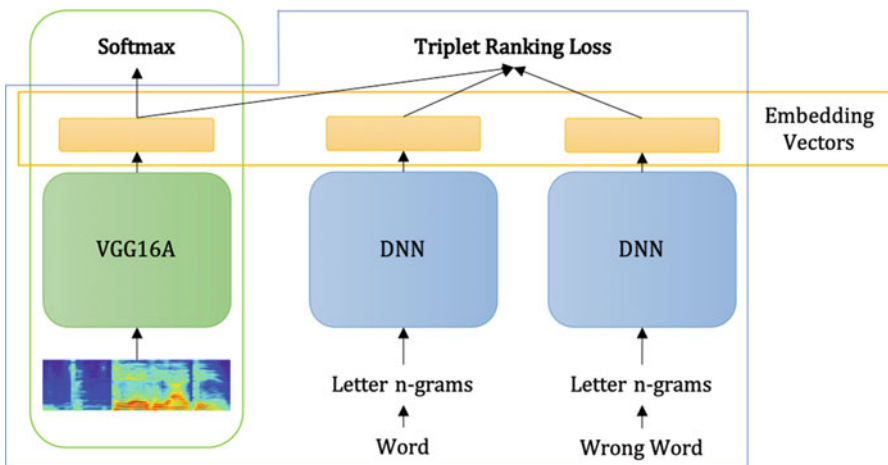 Softmax
Triplet Ranking Loss
Embedding
Vectors
VGG16A
DNN
DNN
Letter n-grams
Letter n-grams
Word
Wrong Word